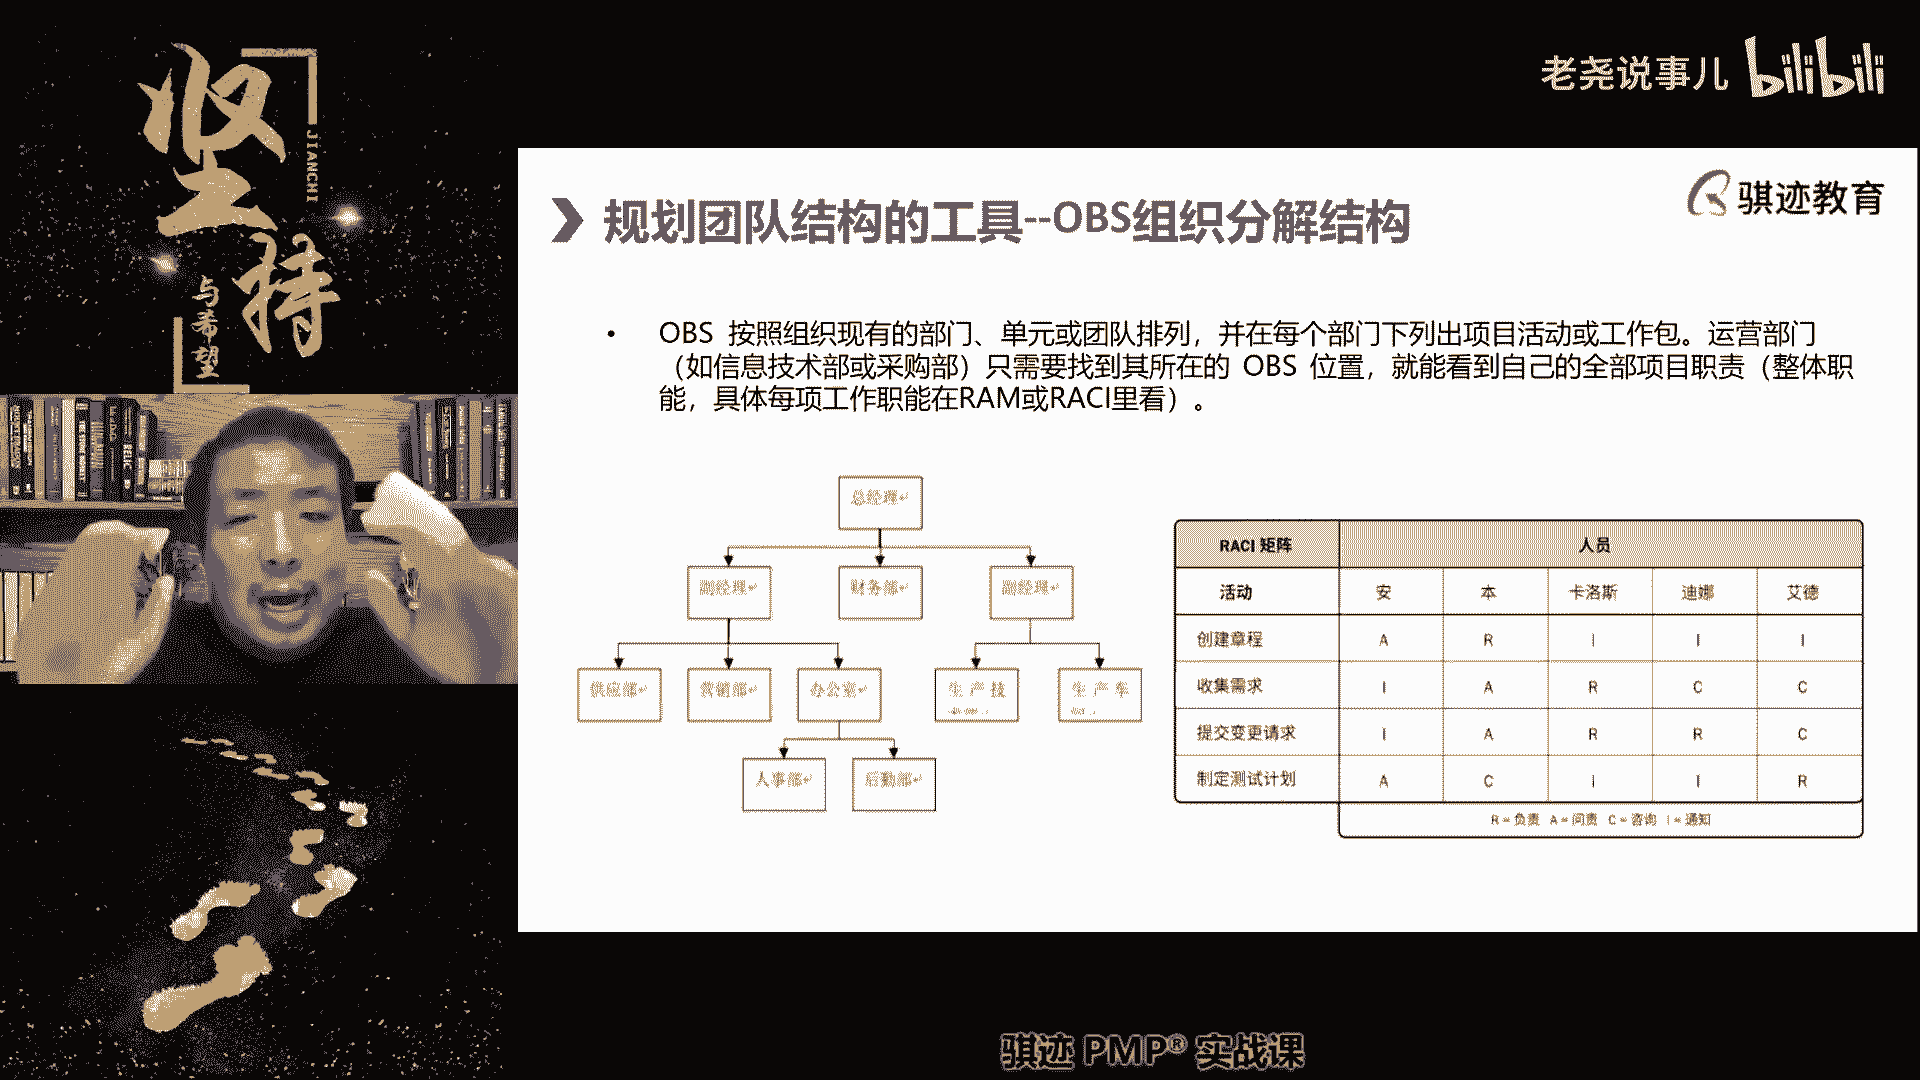 坚持
JIANCHI
与希望
老尧说事儿 bilibili
骐迹教育
规划团队结构的工具--OBS组织分解结构
• OBS 按照组织现有的部门、单元或团队排列，并在每个部门下列出项目活动或工作包。运营部门
（如信息技术部或采购部）只需要找到其所在的 OBS 位置，就能看到自己的全部项目职责（整体职
能，具体每项工作职能在RAM或RACI里看）。
总经理
副经理 财务部 副经理
供应部 营销部 办公室 生产技 生产车
人事部 后勤部
RACI 矩阵 人员
活动 安 本 卡洛斯 迪娜 艾德
创建章程 A R I I I
收集需求 I A R C C
提交变更请求 I A R R C
制定测试计划 A C I I R
R = 负责 A = 问责 C = 咨询 I = 通知
骐迹 PMP® 实战课